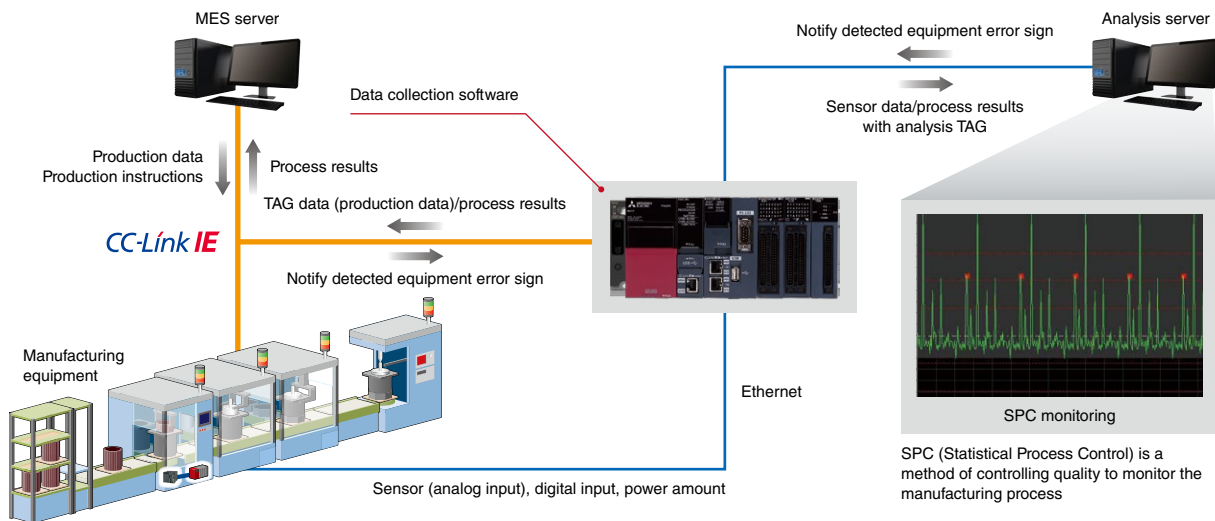 MES server
Analysis server
Notify detected equipment error sign
Data collection software
Sensor data/process results
with analysis TAG
Production data
Production instructions
Process results
TAG data (production data)/process results
CC-Link IE
Notify detected equipment error sign
Manufacturing
equipment
Ethernet
SPC monitoring
Sensor (analog input), digital input, power amount
SPC (Statistical Process Control) is a
method of controlling quality to monitor the
manufacturing process